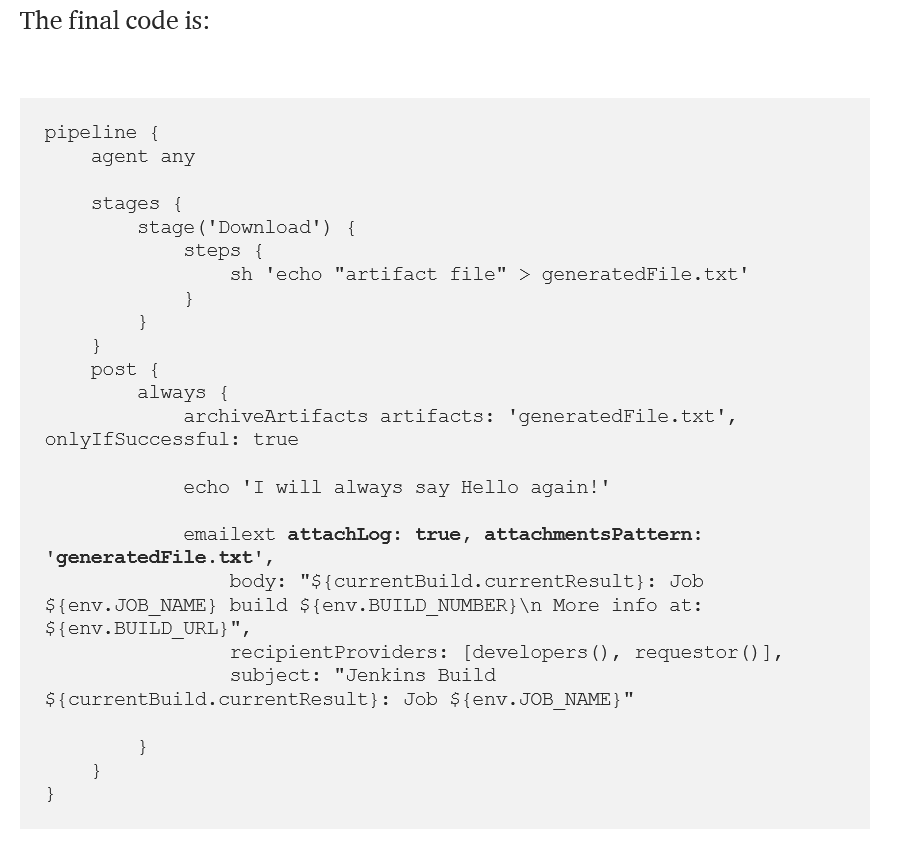 The final code is:
pipeline {
    agent any
    stages {
        stage('Download') {
            steps {
                sh 'echo "artifact file" > generatedFile.txt'
            }
        }
    }
    post {
        always {
            archiveArtifacts artifacts: 'generatedFile.txt',
onlyIfSuccessful: true
            echo 'I will always say Hello again!'
            emailext attachLog: true, attachmentsPattern:
'generatedFile.txt',
                body: "${currentBuild.currentResult}: Job
${env.JOB_NAME} build ${env.BUILD_NUMBER}\n More info at:
${env.BUILD_URL}",
                recipientProviders: [developers(), requestor()],
                subject: "Jenkins Build
${currentBuild.currentResult}: Job ${env.JOB_NAME}"
        }
    }
}